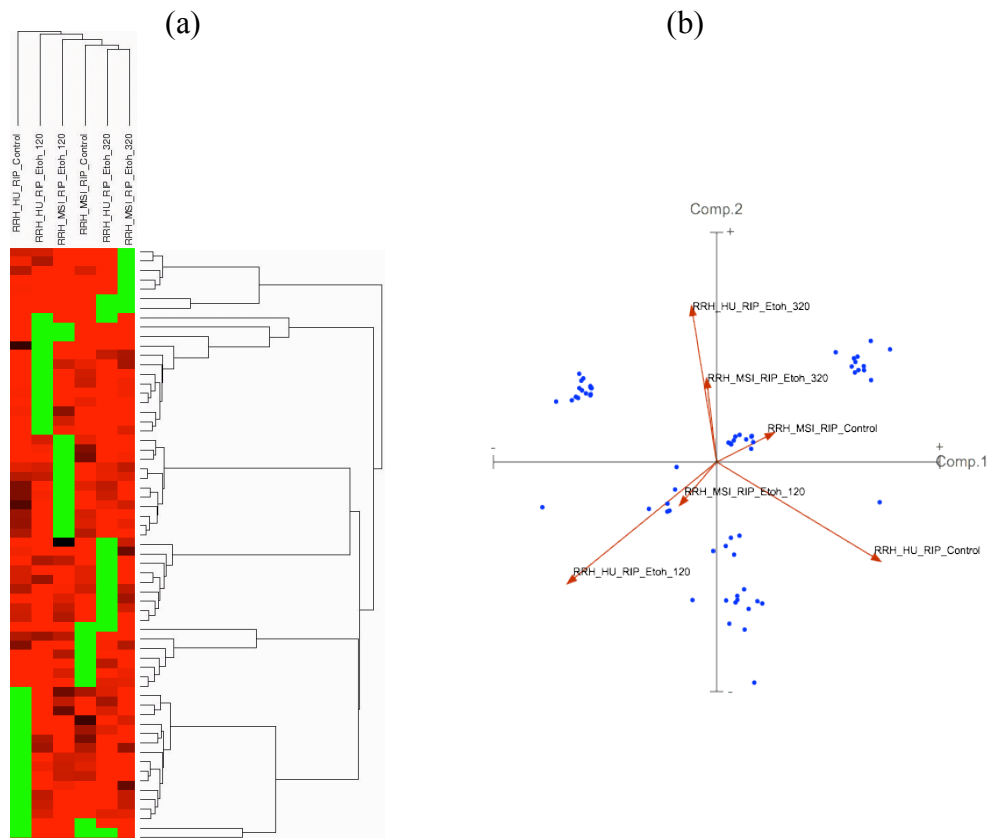 (a)
RRH_HU_RIP_Control
RRH_HU_RIP_Etoh_120
RRH_MSI_RIP_Etoh_120
RRH_MSI_RIP_Control
RRH_HU_RIP_Etoh_320
RRH_MSI_RIP_Etoh_320
(b)
Comp.2
+
RRH_HU_RIP_Etoh_320
RRH_MSI_RIP_Etoh_320
RRH_MSI_RIP_Control
- +
Comp.1
RRH_MSI_RIP_Etoh_120
RRH_HU_RIP_Control
RRH_HU_RIP_Etoh_120
-